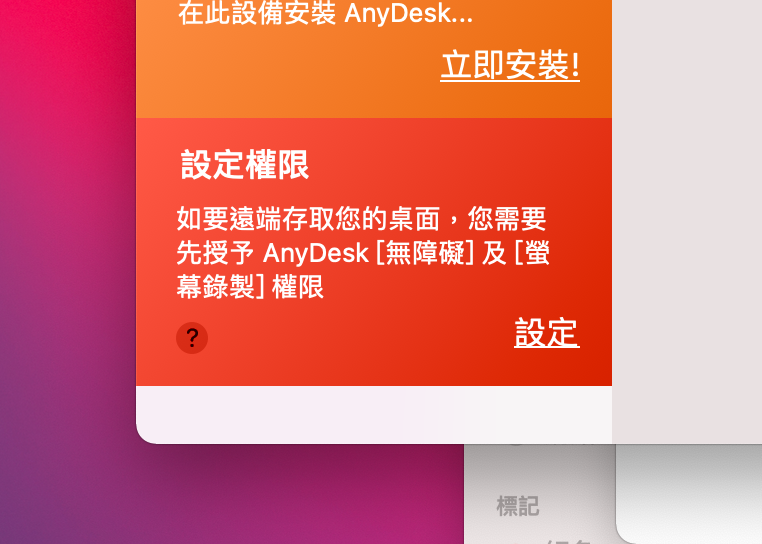 在此設備安裝 AnyDesk...
立即安裝!
設定權限
如要遠端存取您的桌面，您需要
先授予 AnyDesk [無障礙] 及 [螢
幕錄製] 權限
?
設定
標記